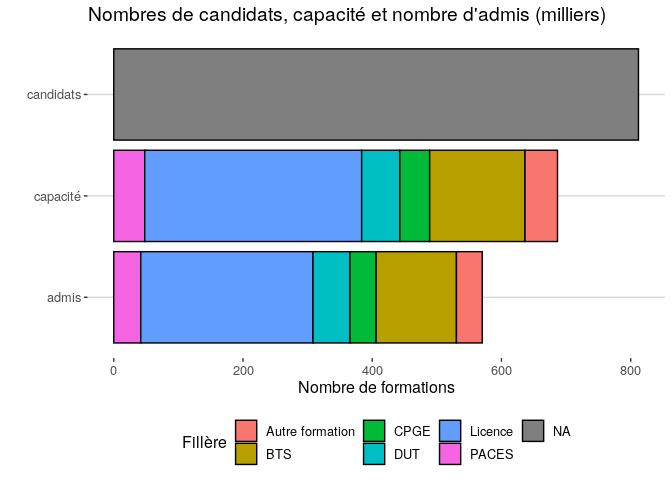 Nombres de candidats, capacité et nombre d'admis (milliers)
candidats
capacité
admis
0 200 400 600 800
Nombre de formations
Fillère
Autre formation CPGE Licence NA
BTS DUT PACES